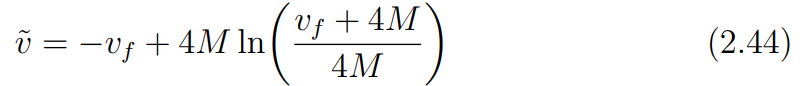 ṽ = −v_f + 4M ln( (v_f + 4M) / (4M) ) (2.44)